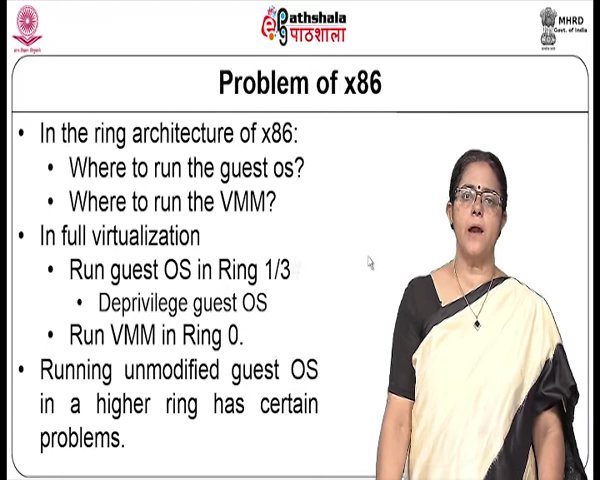 ePathshala
पाठशाला
MHRD
Govt. of India
Problem of x86
• In the ring architecture of x86:
• Where to run the guest os?
• Where to run the VMM?
• In full virtualization
• Run guest OS in Ring 1/3
• Deprivilege guest OS
• Run VMM in Ring 0.
• Running unmodified guest OS
in a higher ring has certain
problems.